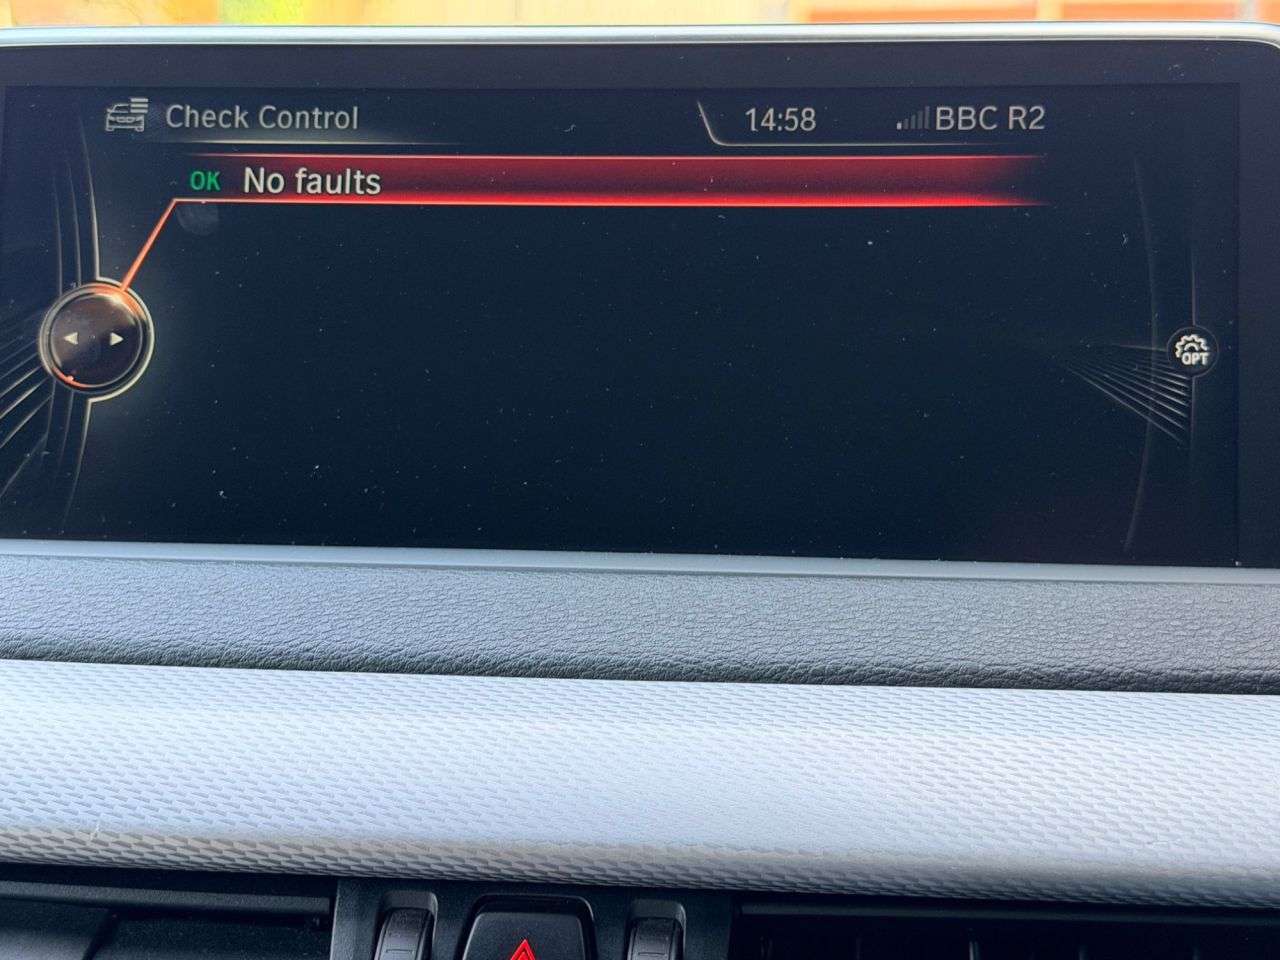 Check Control
14:58
BBC R2
OK No faults
OPT